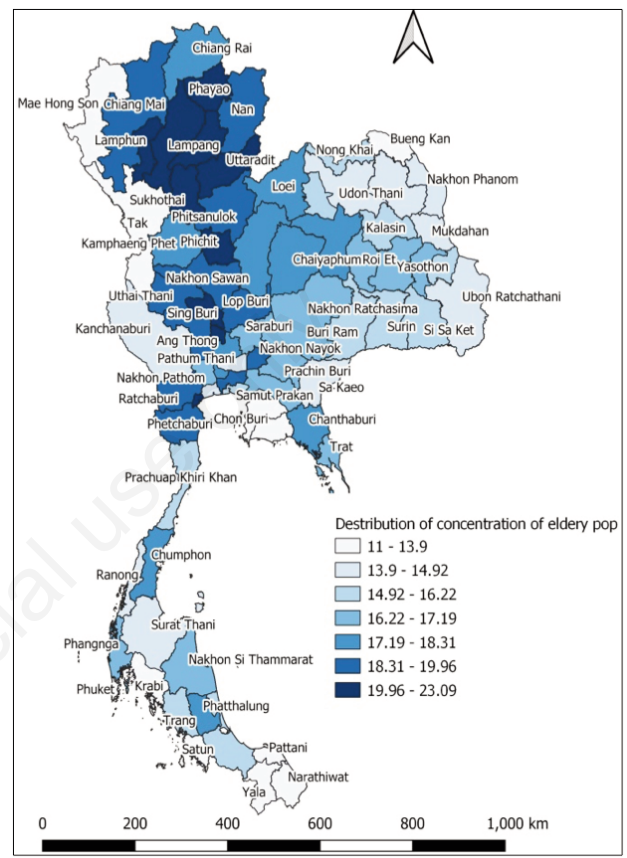 Chiang Rai
Phayao
Mae Hong Son
Chiang Mai
Nan
Lamphun
Lampang
Bueng Kan
Nong Khai
Uttaradit
Loei
Udon Thani
Nakhon Phanom
Sukhothai
Phitsanulok
Tak
Kalasin
Mukdahan
Kamphaeng Phet
Phichit
Chaiyaphum
Roi Et
Yasothon
Nakhon Sawan
Uthai Thani
Lop Buri
Ubon Ratchathani
Sing Buri
Nakhon Ratchasima
Kanchanaburi
Saraburi
Buri Ram
Surin
Si Sa Ket
Ang Thong
Nakhon Nayok
Pathum Thani
Prachin Buri
Nakhon Pathom
Sa Kaeo
Ratchaburi
Samut Prakan
Phetchaburi
Chon Buri
Chanthaburi
Trat
Prachuap Khiri Khan
Destribution of concentration of eldery pop
11 - 13.9
13.9 - 14.92
14.92 - 16.22
16.22 - 17.19
17.19 - 18.31
18.31 - 19.96
19.96 - 23.09
Chumphon
Ranong
Surat Thani
Phangnga
Nakhon Si Thammarat
Phuket
Krabi
Phatthalung
Trang
Satun
Pattani
Narathiwat
Yala
0 200 400 600 800 1,000 km